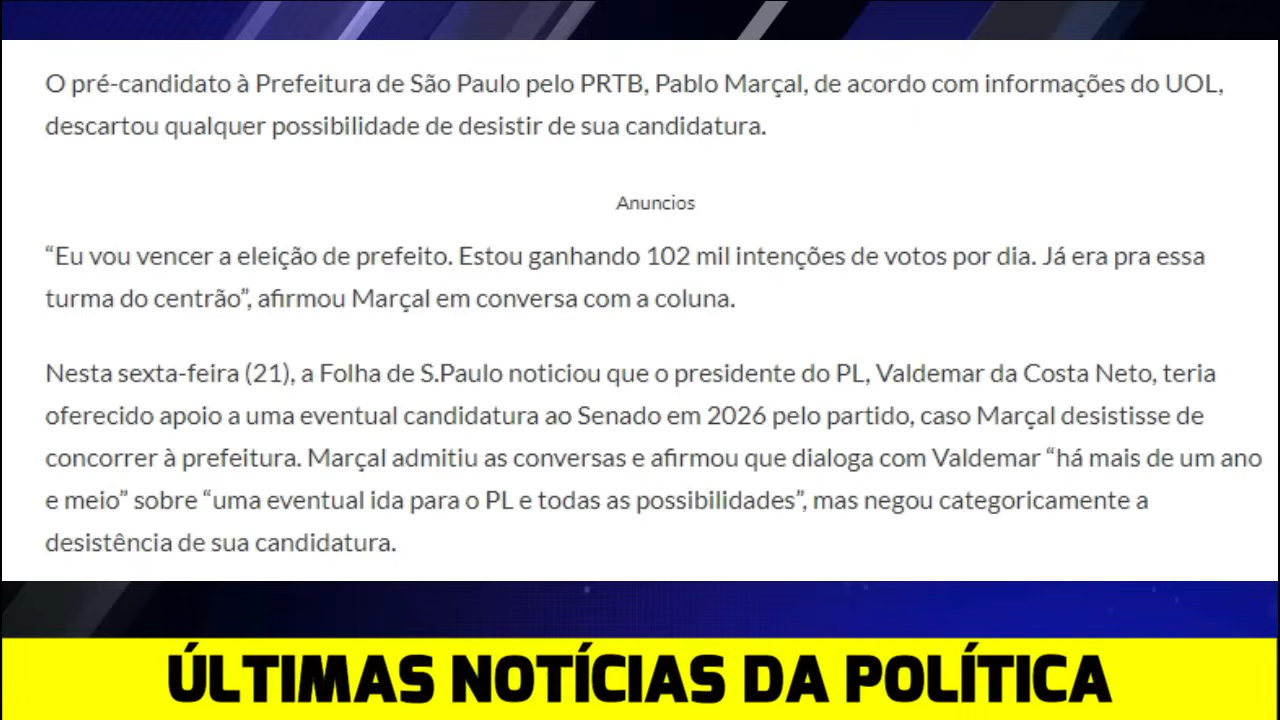 O pré-candidato à Prefeitura de São Paulo pelo PRTB, Pablo Marçal, de acordo com informações do UOL,
descartou qualquer possibilidade de desistir de sua candidatura.
Anuncios
“Eu vou vencer a eleição de prefeito. Estou ganhando 102 mil intenções de votos por dia. Já era pra essa
turma do centrão”, afirmou Marçal em conversa com a coluna.
Nesta sexta-feira (21), a Folha de S.Paulo noticiou que o presidente do PL, Valdemar da Costa Neto, teria
oferecido apoio a uma eventual candidatura ao Senado em 2026 pelo partido, caso Marçal desistisse de
concorrer à prefeitura. Marçal admitiu as conversas e afirmou que dialoga com Valdemar “há mais de um ano
e meio” sobre “uma eventual ida para o PL e todas as possibilidades”, mas negou categoricamente a
desistência de sua candidatura.
ÚLTIMAS NOTÍCIAS DA POLÍTICA